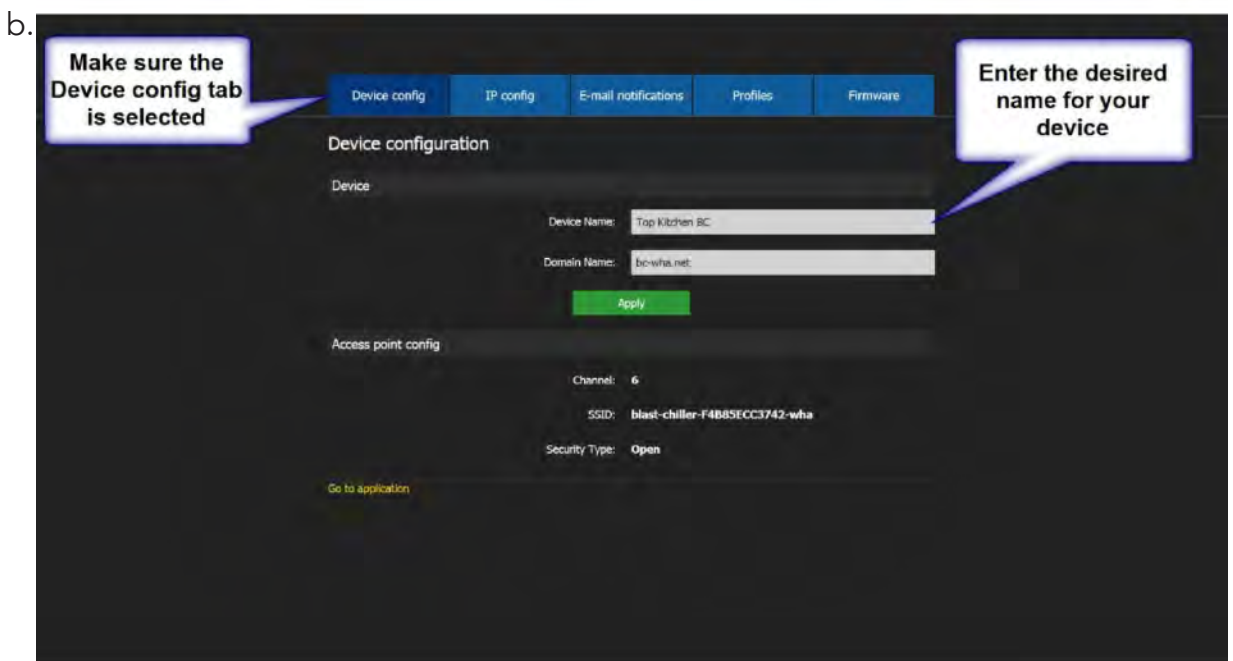 b.
Make sure the
Device config tab
is selected
Enter the desired
name for your
device
Device config IP config E-mail notifications Profiles Firmware
Device configuration
Device
Device Name: Top Kitchen BC
Domain Name: bc-wha.net
Apply
Access point config
Channel: 6
SSID: blast-chiller-F4B85ECC3742-wha
Security Type: Open
Go to application